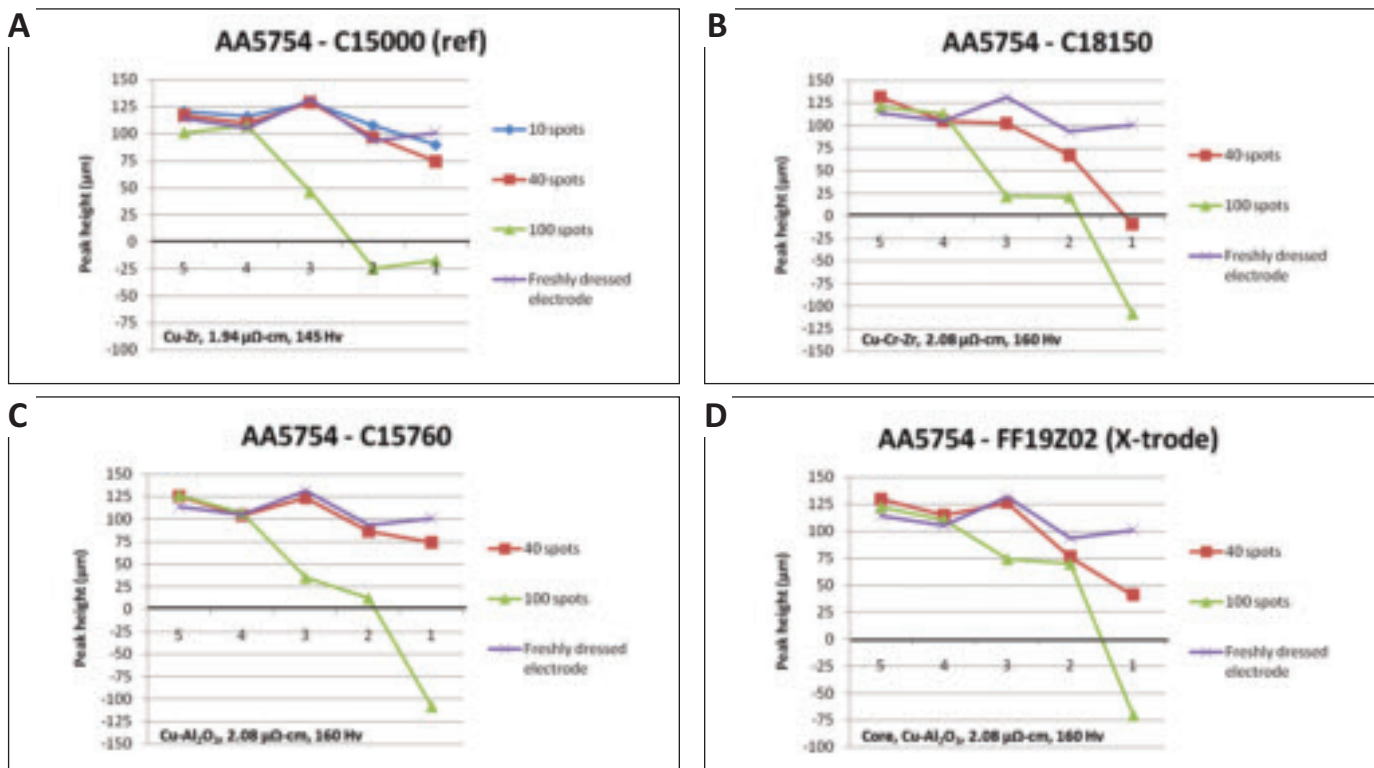 A
AA5754 - C15000 (ref)
Peak height (µm)
150
125
100
75
50
25
0
-25
-50
-75
-100
5 4 3 2 1
10 spots
40 spots
100 spots
Freshly dressed
electrode
Cu-Zr, 1.94 µΩ-cm, 145 Hv
B
AA5754 - C18150
Peak height (µm)
150
125
100
75
50
25
0
-25
-50
-75
-100
-125
-150
5 4 3 2 1
40 spots
100 spots
Freshly dressed
electrode
Cu-Cr-Zr, 2.08 µΩ-cm, 160 Hv
C
AA5754 - C15760
Peak height (µm)
150
125
100
75
50
25
0
-25
-50
-75
-100
-125
-150
5 4 3 2 1
40 spots
100 spots
Freshly dressed
electrode
Cu-Al₂O₃, 2.08 µΩ-cm, 160 Hv
D
AA5754 - FF19Z02 (X-trode)
Peak height (µm)
150
125
100
75
50
25
0
-25
-50
-75
-100
5 4 3 2 1
40 spots
100 spots
Freshly dressed
electrode
Core, Cu-Al₂O₃, 2.08 µΩ-cm, 160 Hv